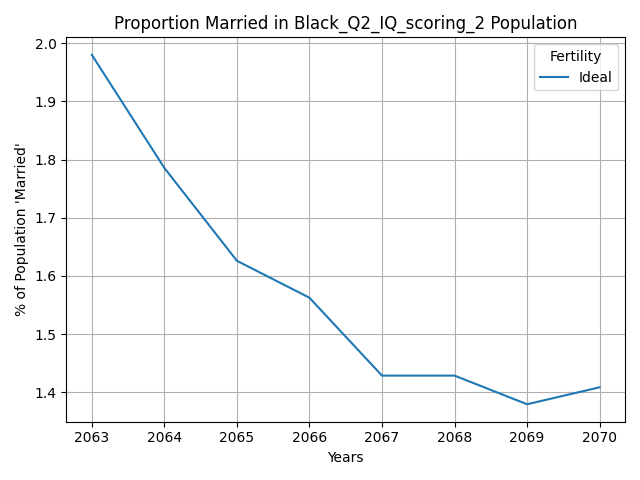 Proportion Married in Black_Q2_IQ_scoring_2 Population
Fertility
Ideal
% of Population 'Married'
2.0
1.9
1.8
1.7
1.6
1.5
1.4
2063 2064 2065 2066 2067 2068 2069 2070
Years